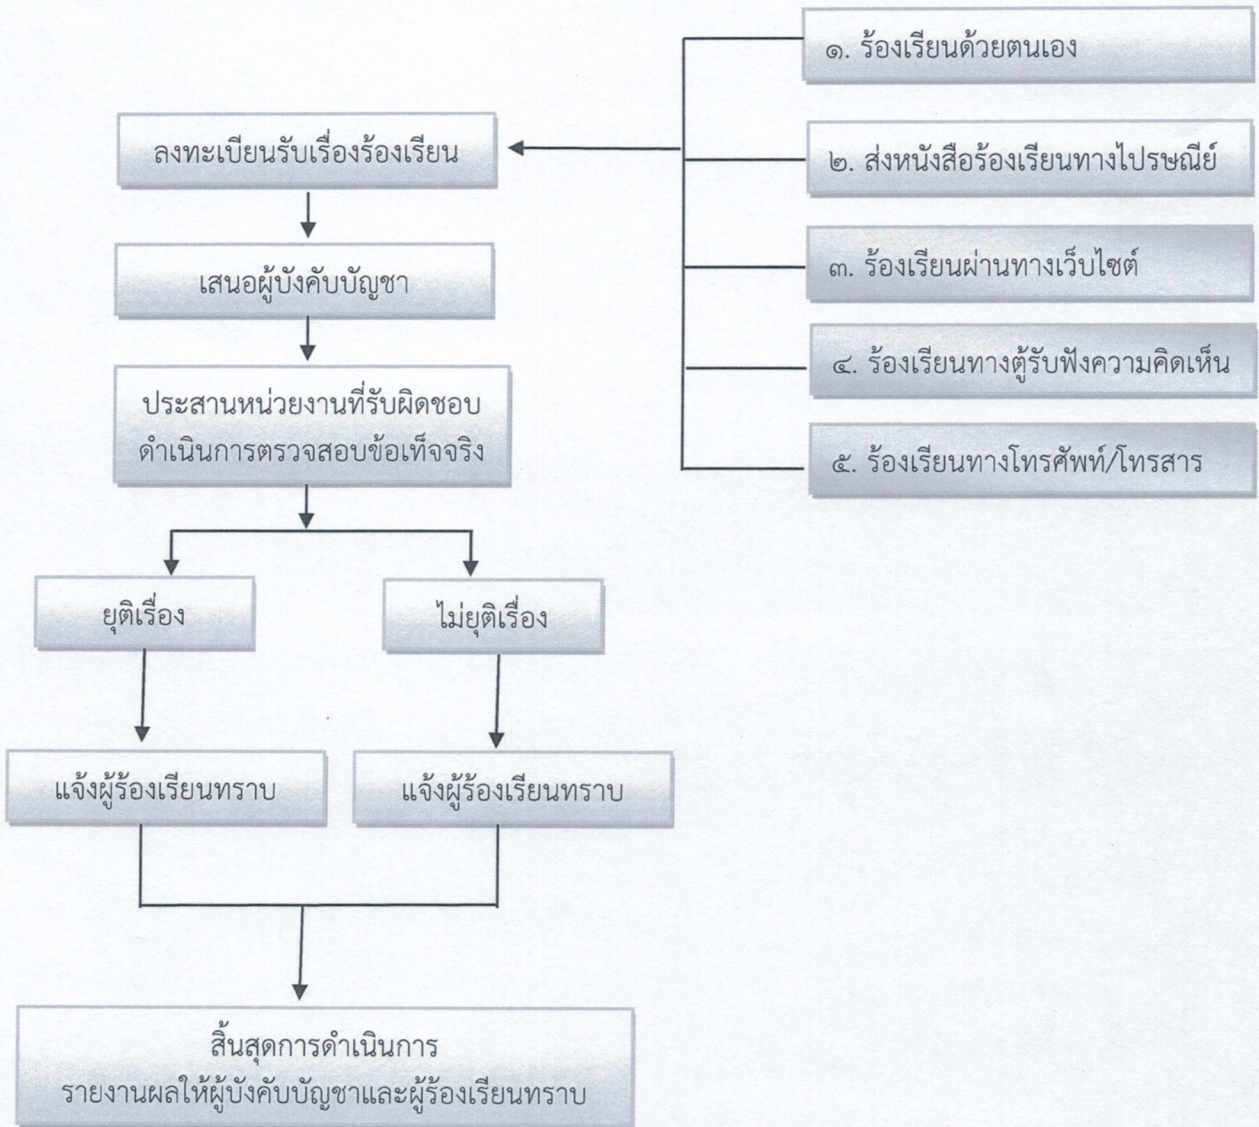 ๑. ร้องเรียนด้วยตนเอง
ลงทะเบียนรับเรื่องร้องเรียน
๒. ส่งหนังสือร้องเรียนทางไปรษณีย์
๓. ร้องเรียนผ่านทางเว็บไซต์
เสนอผู้บังคับบัญชา
๔. ร้องเรียนทางตู้รับฟังความคิดเห็น
ประสานหน่วยงานที่รับผิดชอบ
ดำเนินการตรวจสอบข้อเท็จจริง
๕. ร้องเรียนทางโทรศัพท์/โทรสาร
ยุติเรื่อง
ไม่ยุติเรื่อง
แจ้งผู้ร้องเรียนทราบ
แจ้งผู้ร้องเรียนทราบ
สิ้นสุดการดำเนินการ
รายงานผลให้ผู้บังคับบัญชาและผู้ร้องเรียนทราบ